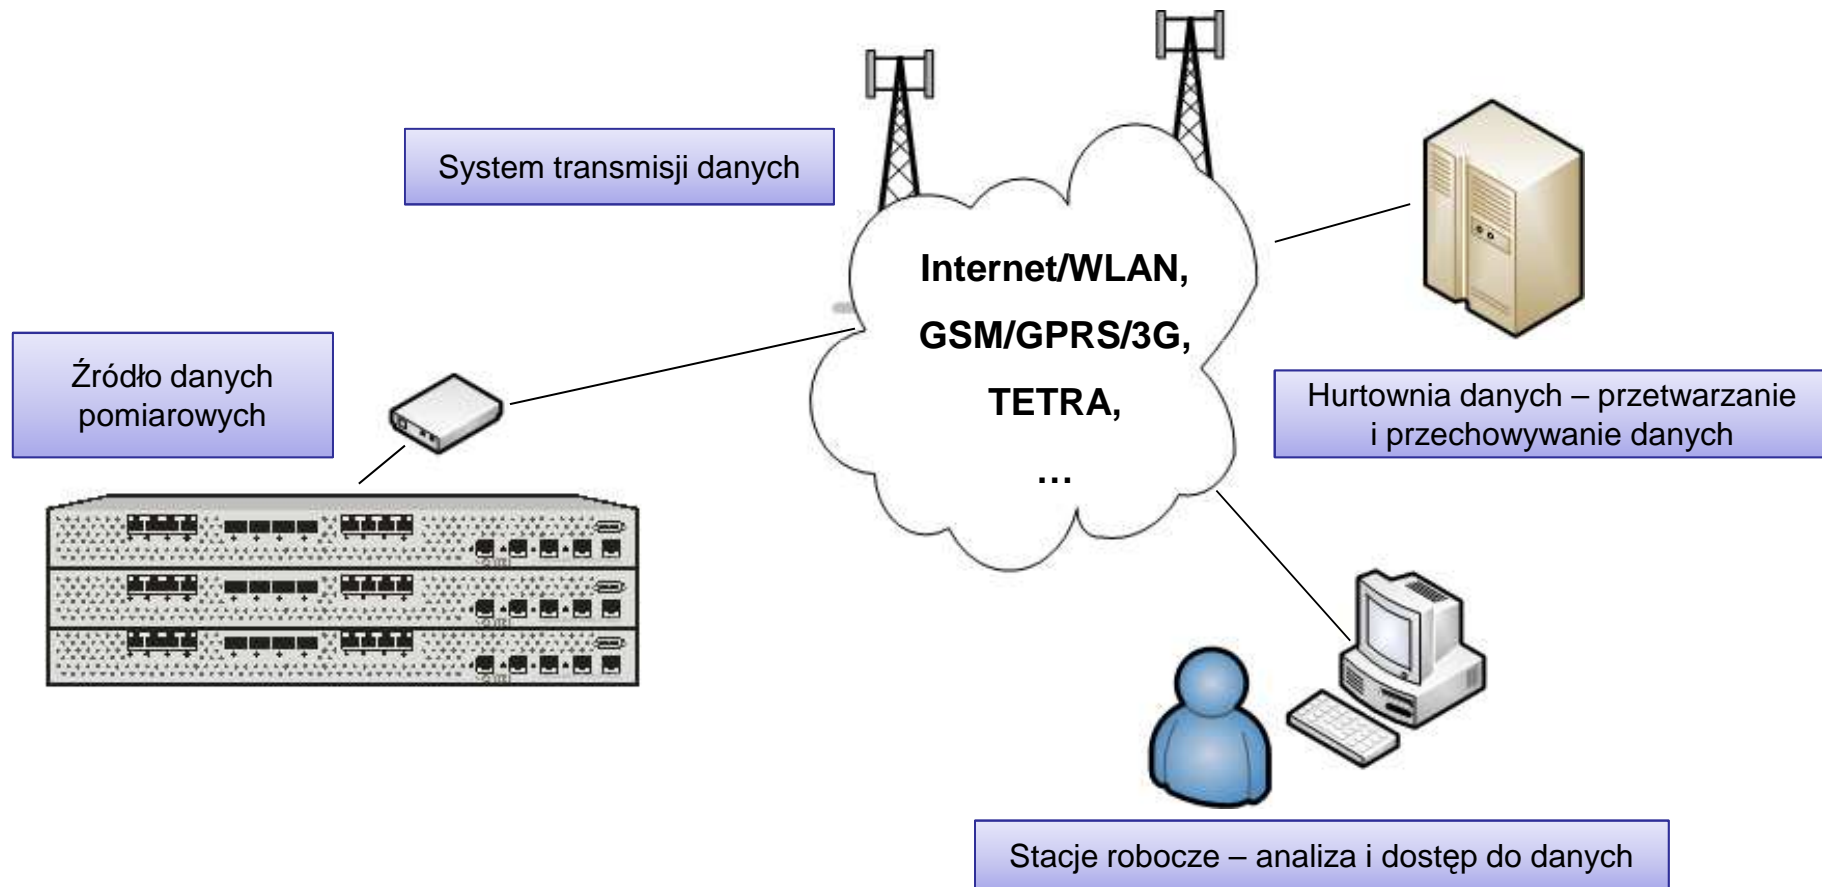 System transmisji danych
Internet/WLAN,
GSM/GPRS/3G,
TETRA,
...
Źródło danych
pomiarowych
Hurtownia danych – przetwarzanie
i przechowywanie danych
Stacje robocze – analiza i dostęp do danych